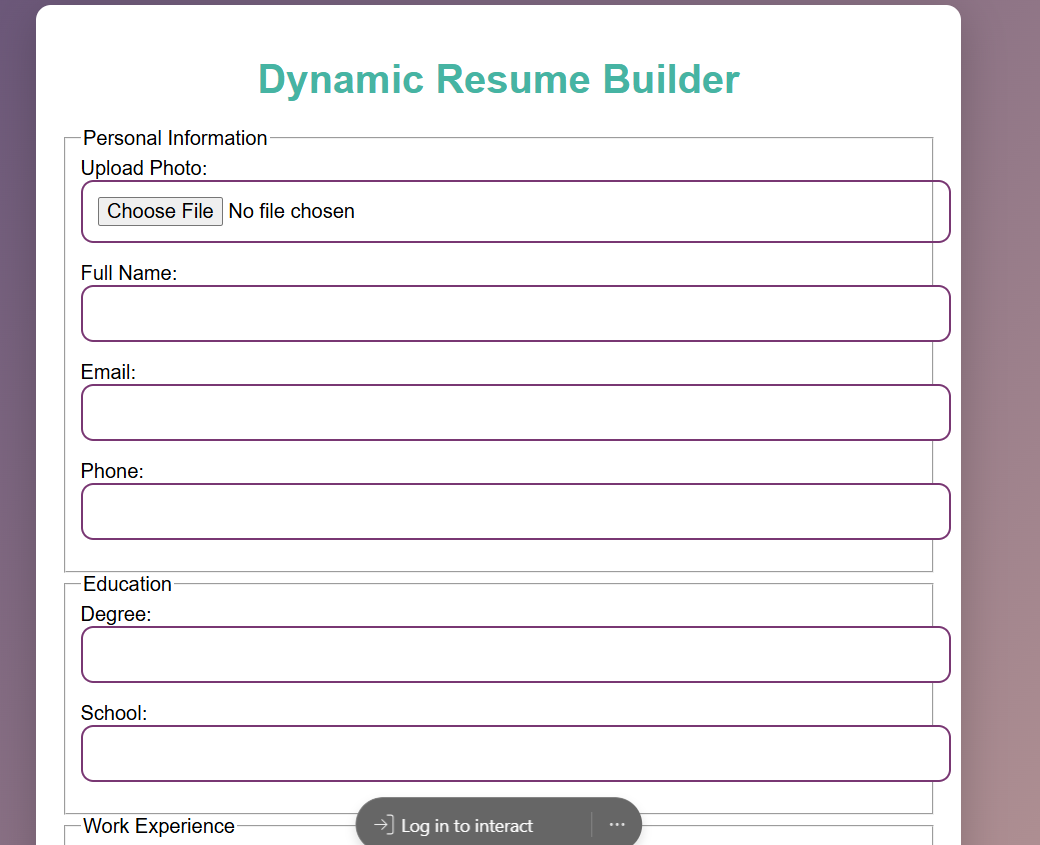 Dynamic Resume Builder
Personal Information
Upload Photo:
Choose File No file chosen
Full Name:
Email:
Phone:
Education
Degree:
School:
Work Experience
Log in to interact